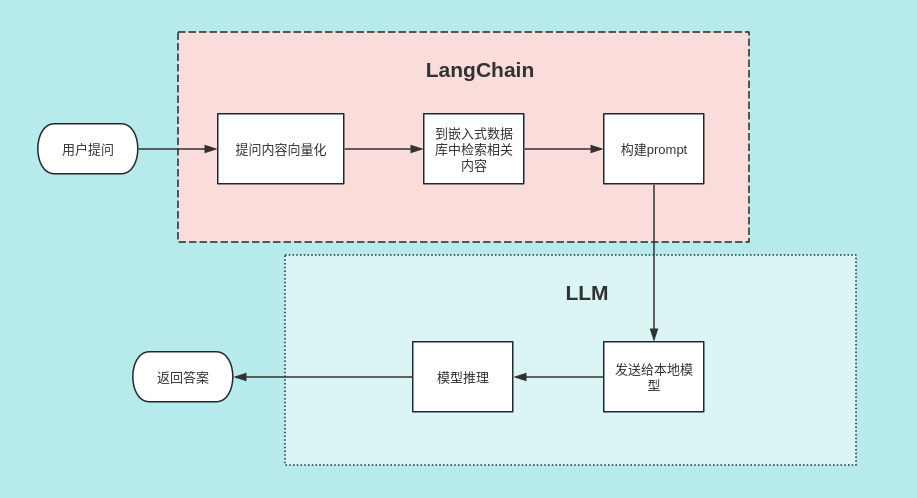 LangChain
用户提问
提问内容向量化
到嵌入式数据
库中检索相关
内容
构建prompt
LLM
返回答案
模型推理
发送给本地模
型